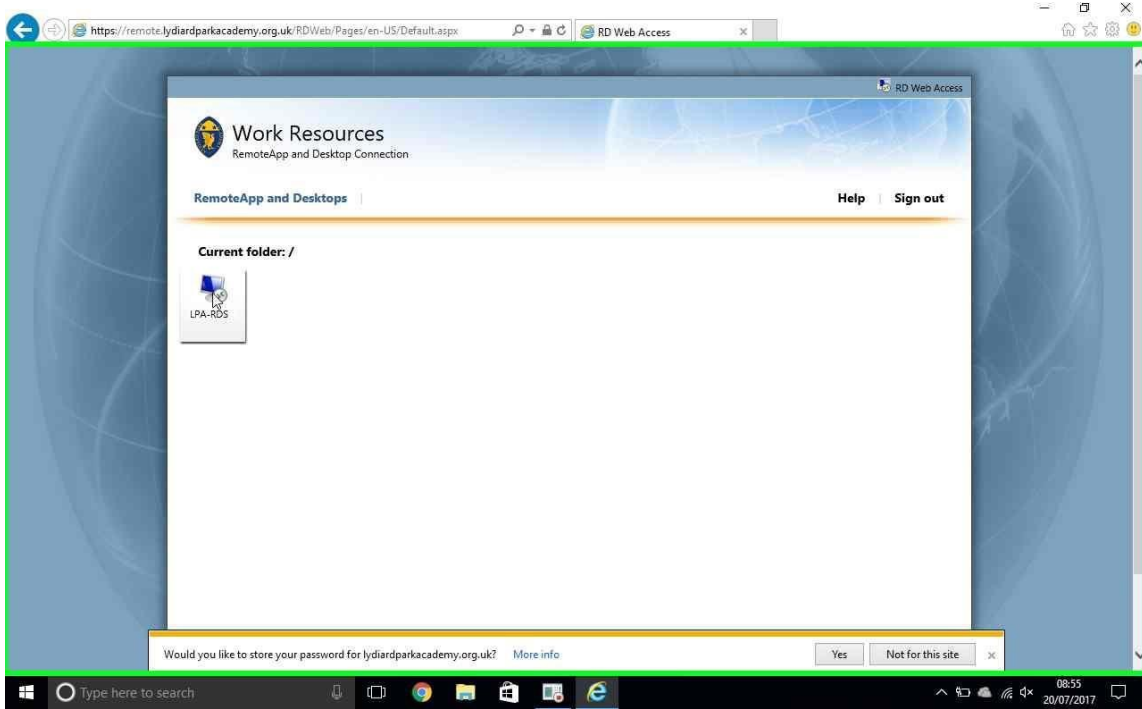 https://remote.lydiardparkacademy.org.uk/RDWeb/Pages/en-US/Default.aspx
RD Web Access
RD Web Access
Work Resources
RemoteApp and Desktop Connection
RemoteApp and Desktops
Help
Sign out
Current folder: /
LPA-RDS
Would you like to store your password for lydiardparkacademy.org.uk? More info
Yes
Not for this site
Type here to search
08:55
20/07/2017